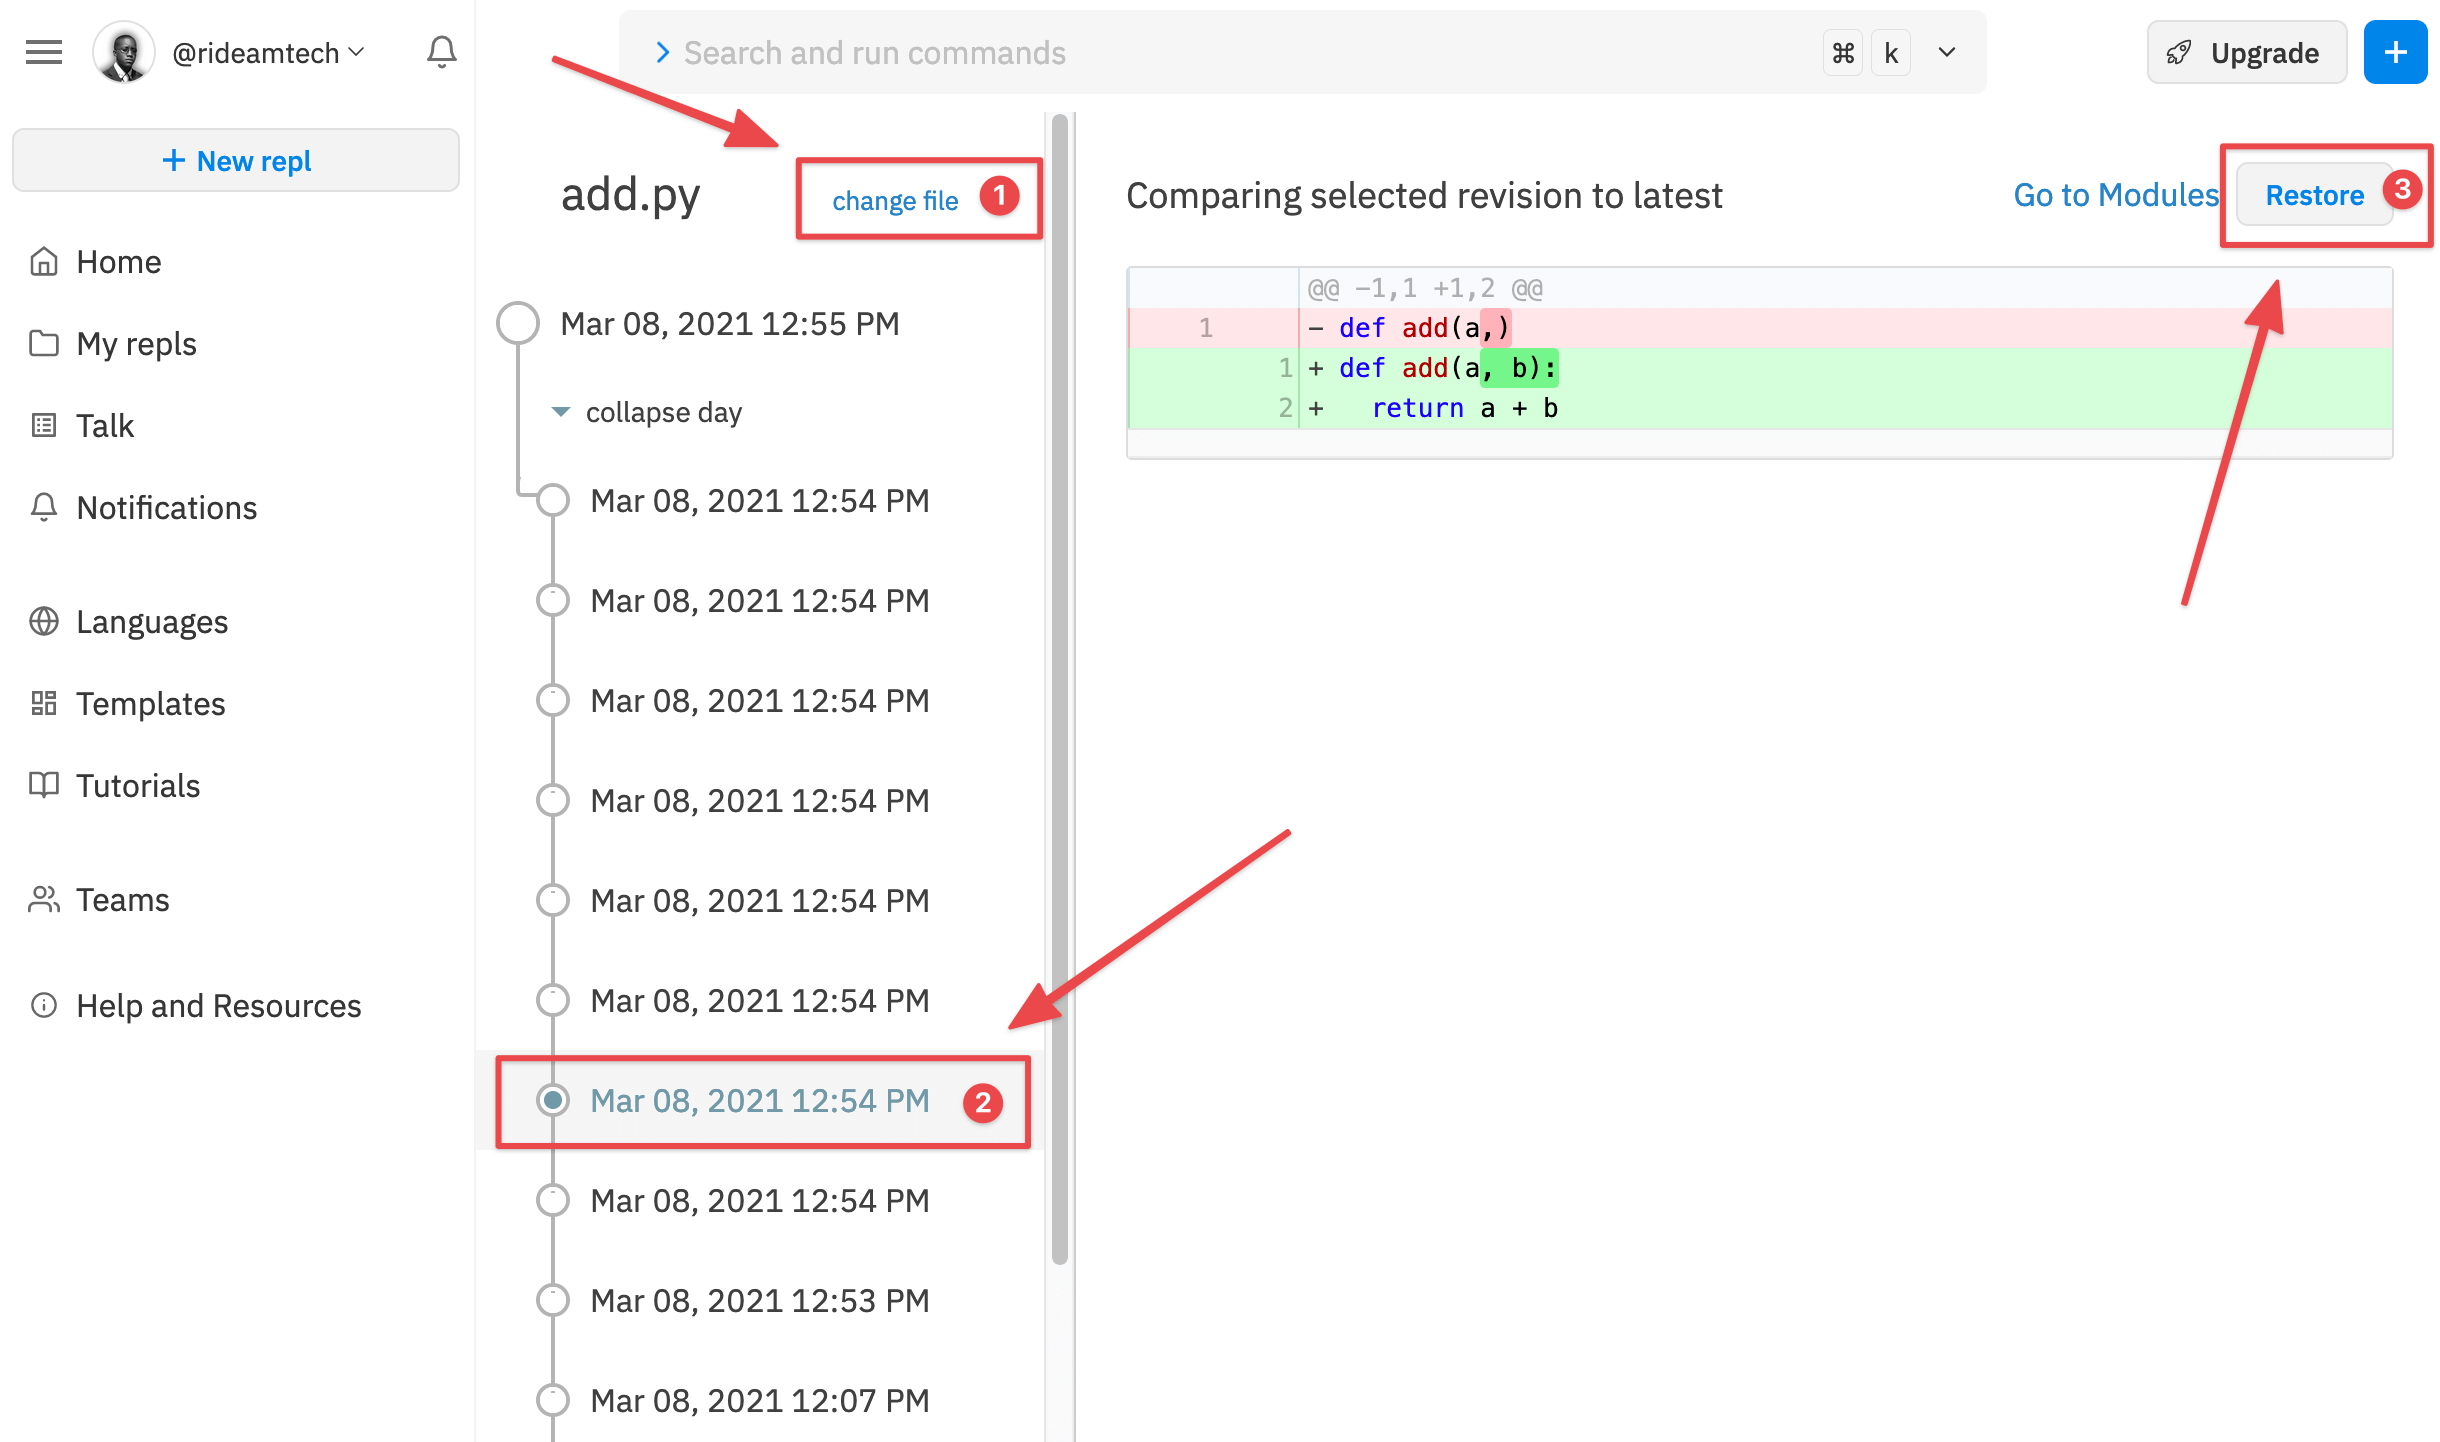 @rideamtech
Search and run commands
⌘ k
Upgrade
+
+ New repl
Home
My repls
Talk
Notifications
Languages
Templates
Tutorials
Teams
Help and Resources
add.py
change file 1
Mar 08, 2021 12:55 PM
collapse day
Mar 08, 2021 12:54 PM
Mar 08, 2021 12:54 PM
Mar 08, 2021 12:54 PM
Mar 08, 2021 12:54 PM
Mar 08, 2021 12:54 PM
Mar 08, 2021 12:54 PM
Mar 08, 2021 12:54 PM 2
Mar 08, 2021 12:54 PM
Mar 08, 2021 12:53 PM
Mar 08, 2021 12:07 PM
Comparing selected revision to latest
Go to Modules
Restore 3
@@ -1,1 +1,2 @@
1 - def add(a,)
1 + def add(a, b):
2 + return a + b